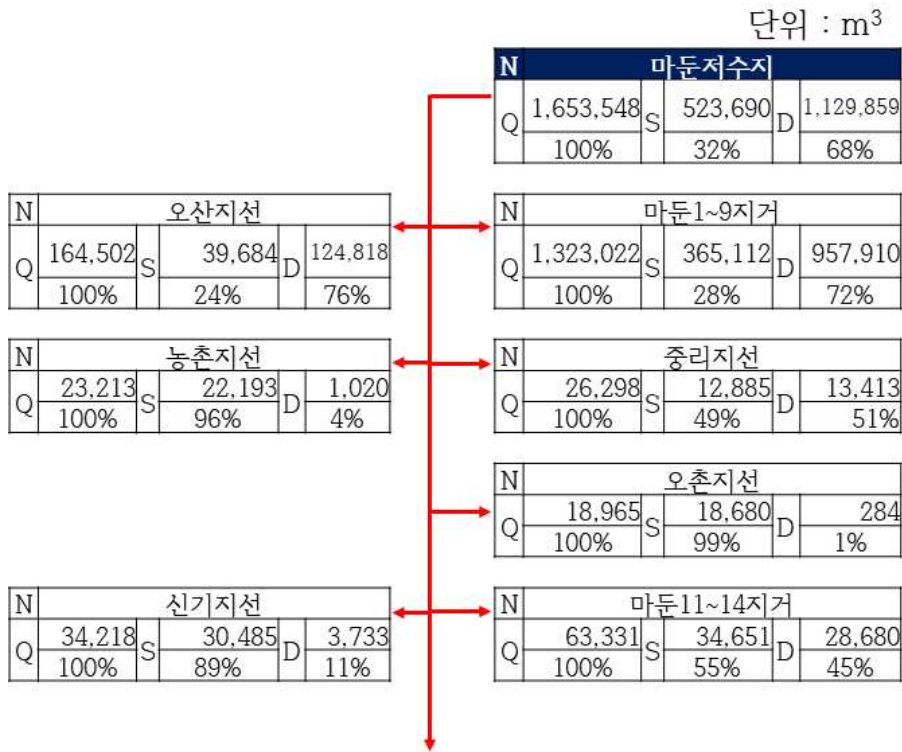 단위 : m³
N 마둔저수지
Q 1,653,548 S 523,690 D 1,129,859
100% 32% 68%
N 오산지선
Q 164,502 S 39,684 D 124,818
100% 24% 76%
N 마둔1~9지거
Q 1,323,022 S 365,112 D 957,910
100% 28% 72%
N 농촌지선
Q 23,213 S 22,193 D 1,020
100% 96% 4%
N 중리지선
Q 26,298 S 12,885 D 13,413
100% 49% 51%
N 오촌지선
Q 18,965 S 18,680 D 284
100% 99% 1%
N 신기지선
Q 34,218 S 30,485 D 3,733
100% 89% 11%
N 마둔11~14지거
Q 63,331 S 34,651 D 28,680
100% 55% 45%